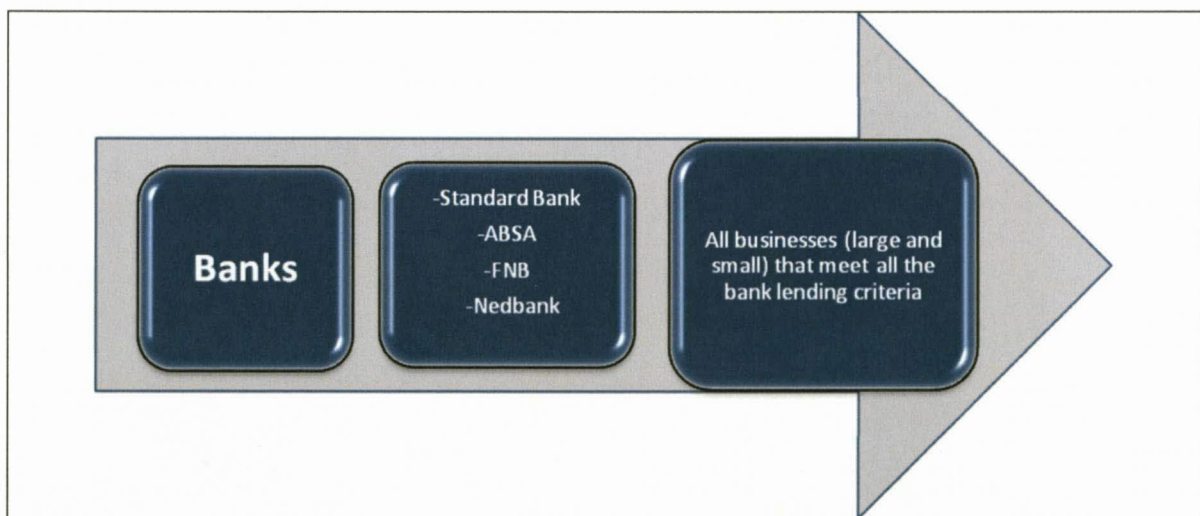 Banks
-Standard Bank
-ABSA
-FNB
-Nedbank
All businesses (large and
small) that meet all the
bank lending criteria